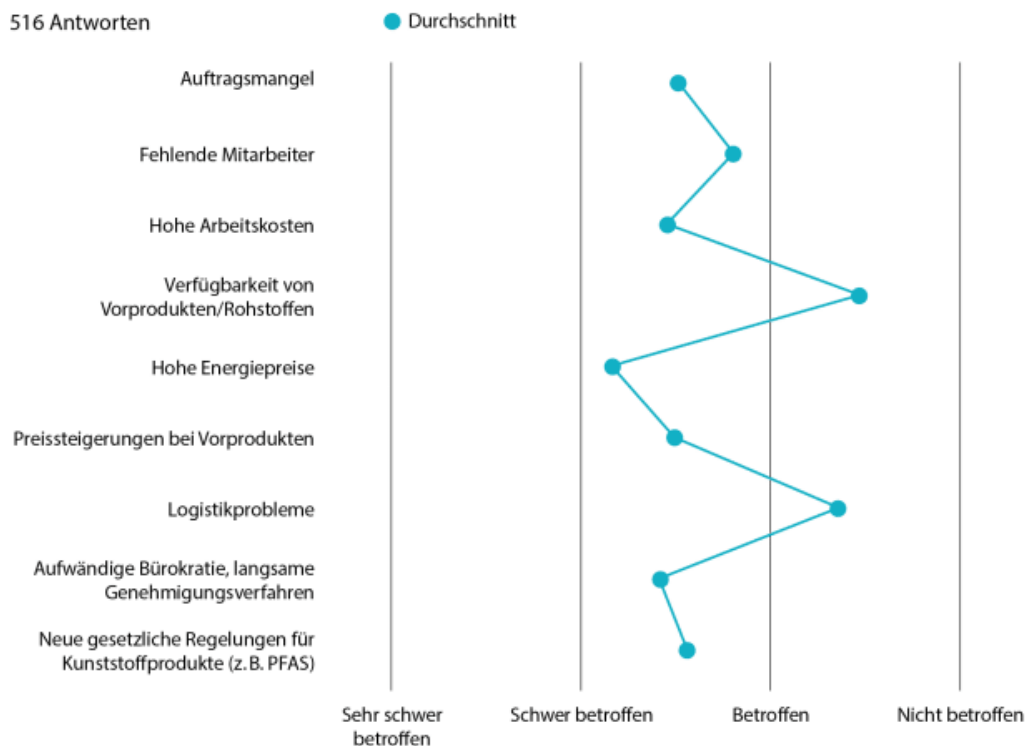 516 Antworten
Durchschnitt
Auftragsmangel
Fehlende Mitarbeiter
Hohe Arbeitskosten
Verfügbarkeit von
Vorprodukten/Rohstoffen
Hohe Energiepreise
Preissteigerungen bei Vorprodukten
Logistikprobleme
Aufwändige Bürokratie, langsame
Genehmigungsverfahren
Neue gesetzliche Regelungen für
Kunststoffprodukte (z. B. PFAS)
Sehr schwer
betroffen
Schwer betroffen
Betroffen
Nicht betroffen